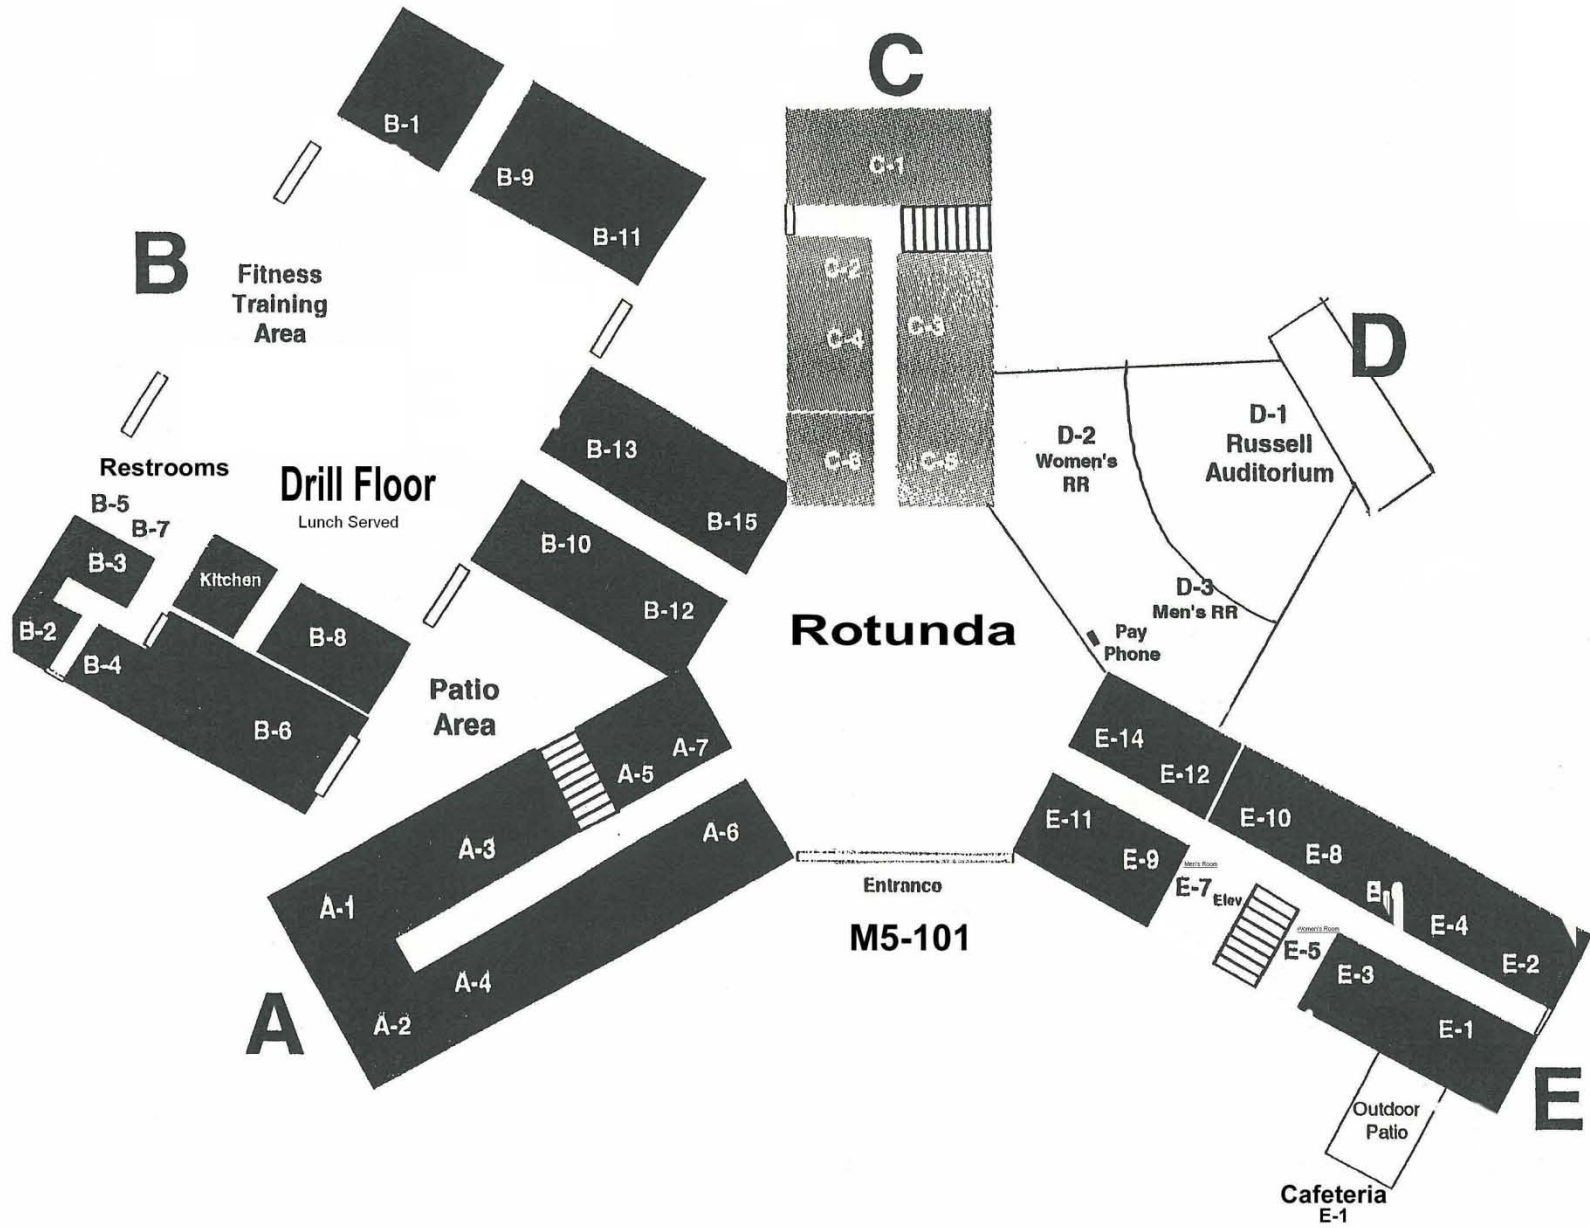 C
B-1
B-9
B-11
C-1
B
Fitness
Training
Area
C-2
C-3
C-4
D
D-1
Russell
Auditorium
D-2
Women's
RR
Restrooms
B-5
B-7
Drill Floor
Lunch Served
B-13
B-15
C-5
B-10
B-12
B-3
Kitchen
B-2
B-4
B-8
B-6
Patio
Area
Rotunda
D-3
Men's RR
Pay
Phone
A-7
A-5
A-6
A-3
A-1
A-4
A-2
A
Entranco
M5-101
E-14
E-12
E-11
E-10
E-9
E-8
Men's Room
E-7
Elev
Women's Room
E-5
E-4
E-2
E-3
E-1
E
Outdoor
Patio
Cafeteria
E-1